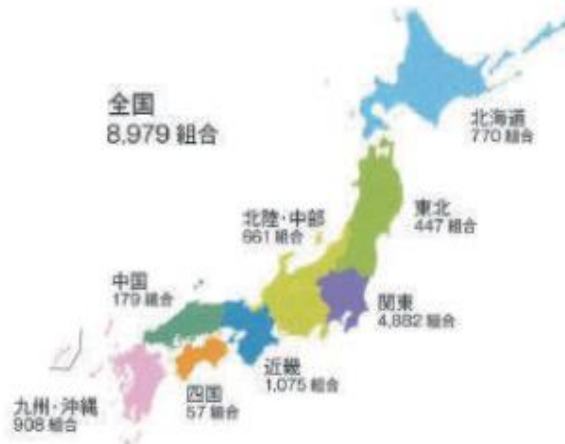 全国
8,979 組合
北海道
770 組合
東北
447 組合
北陸・中部
661 組合
中国
179 組合
関東
4,882 組合
近畿
1,075 組合
四国
57 組合
九州・沖縄
908 組合